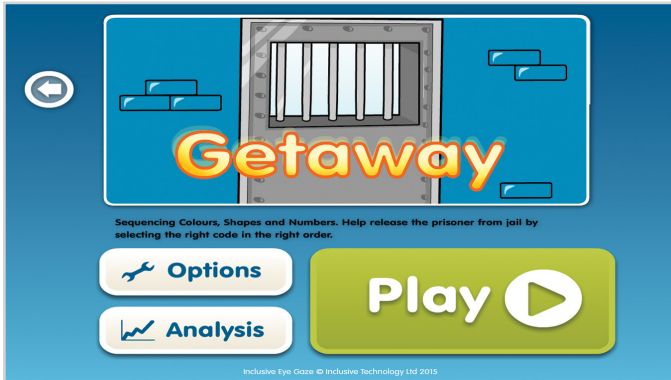 Getaway
Sequencing Colours, Shapes and Numbers. Help release the prisoner from jail by
selecting the right code in the right order.
Options
Play
Analysis
Inclusive Eye Gaze © Inclusive Technology Ltd 2015